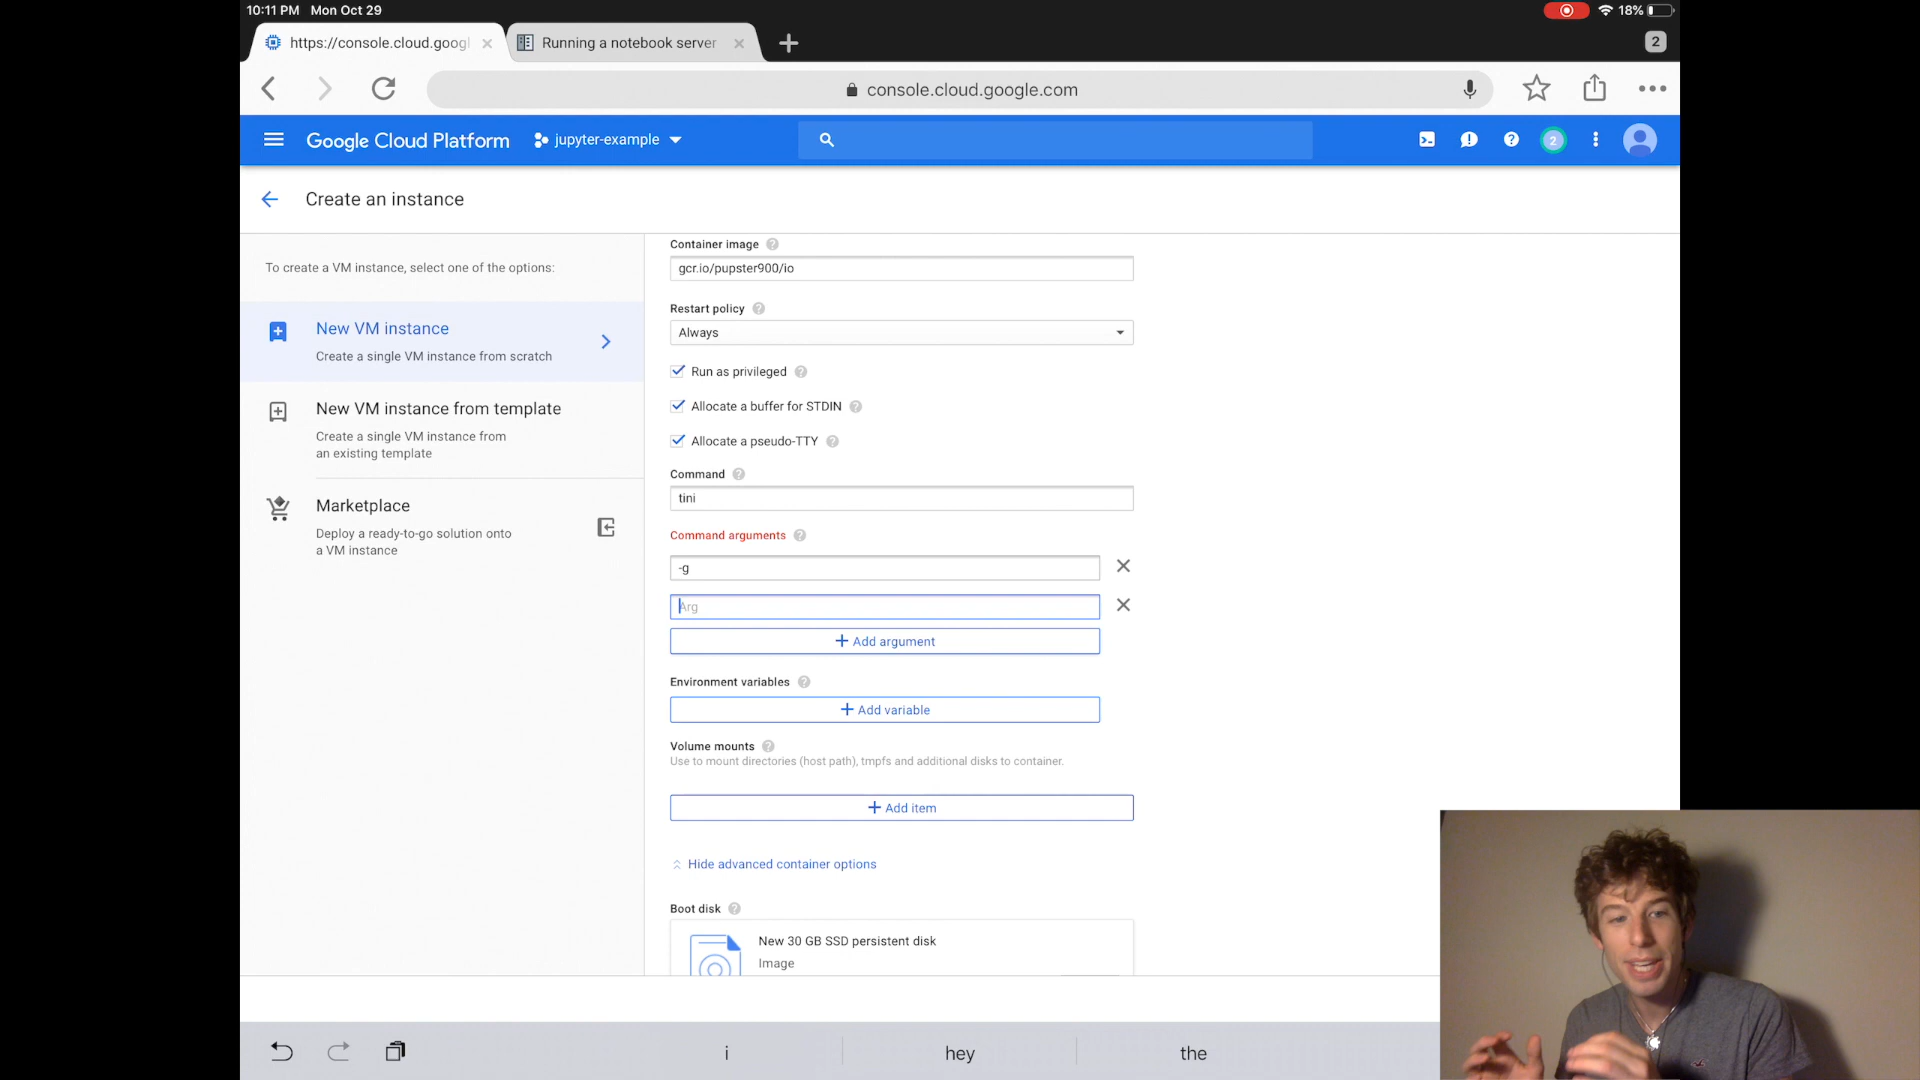 10:11 PM Mon Oct 29
18%
https://console.cloud.googl
Running a notebook server
2
console.cloud.google.com
Google Cloud Platform
jupyter-example
2
Create an instance
To create a VM instance, select one of the options:
New VM instance
Create a single VM instance from scratch
New VM instance from template
Create a single VM instance from
an existing template
Marketplace
Deploy a ready-to-go solution onto
a VM instance
Container image
gcr.io/pupster900/io
Restart policy
Always
Run as privileged
Allocate a buffer for STDIN
Allocate a pseudo-TTY
Command
tini
Command arguments
-g
Arg
Add argument
Environment variables
Add variable
Volume mounts
Use to mount directories (host path), tmpfs and additional disks to container.
Add item
Hide advanced container options
Boot disk
New 30 GB SSD persistent disk
Image
i
hey
the